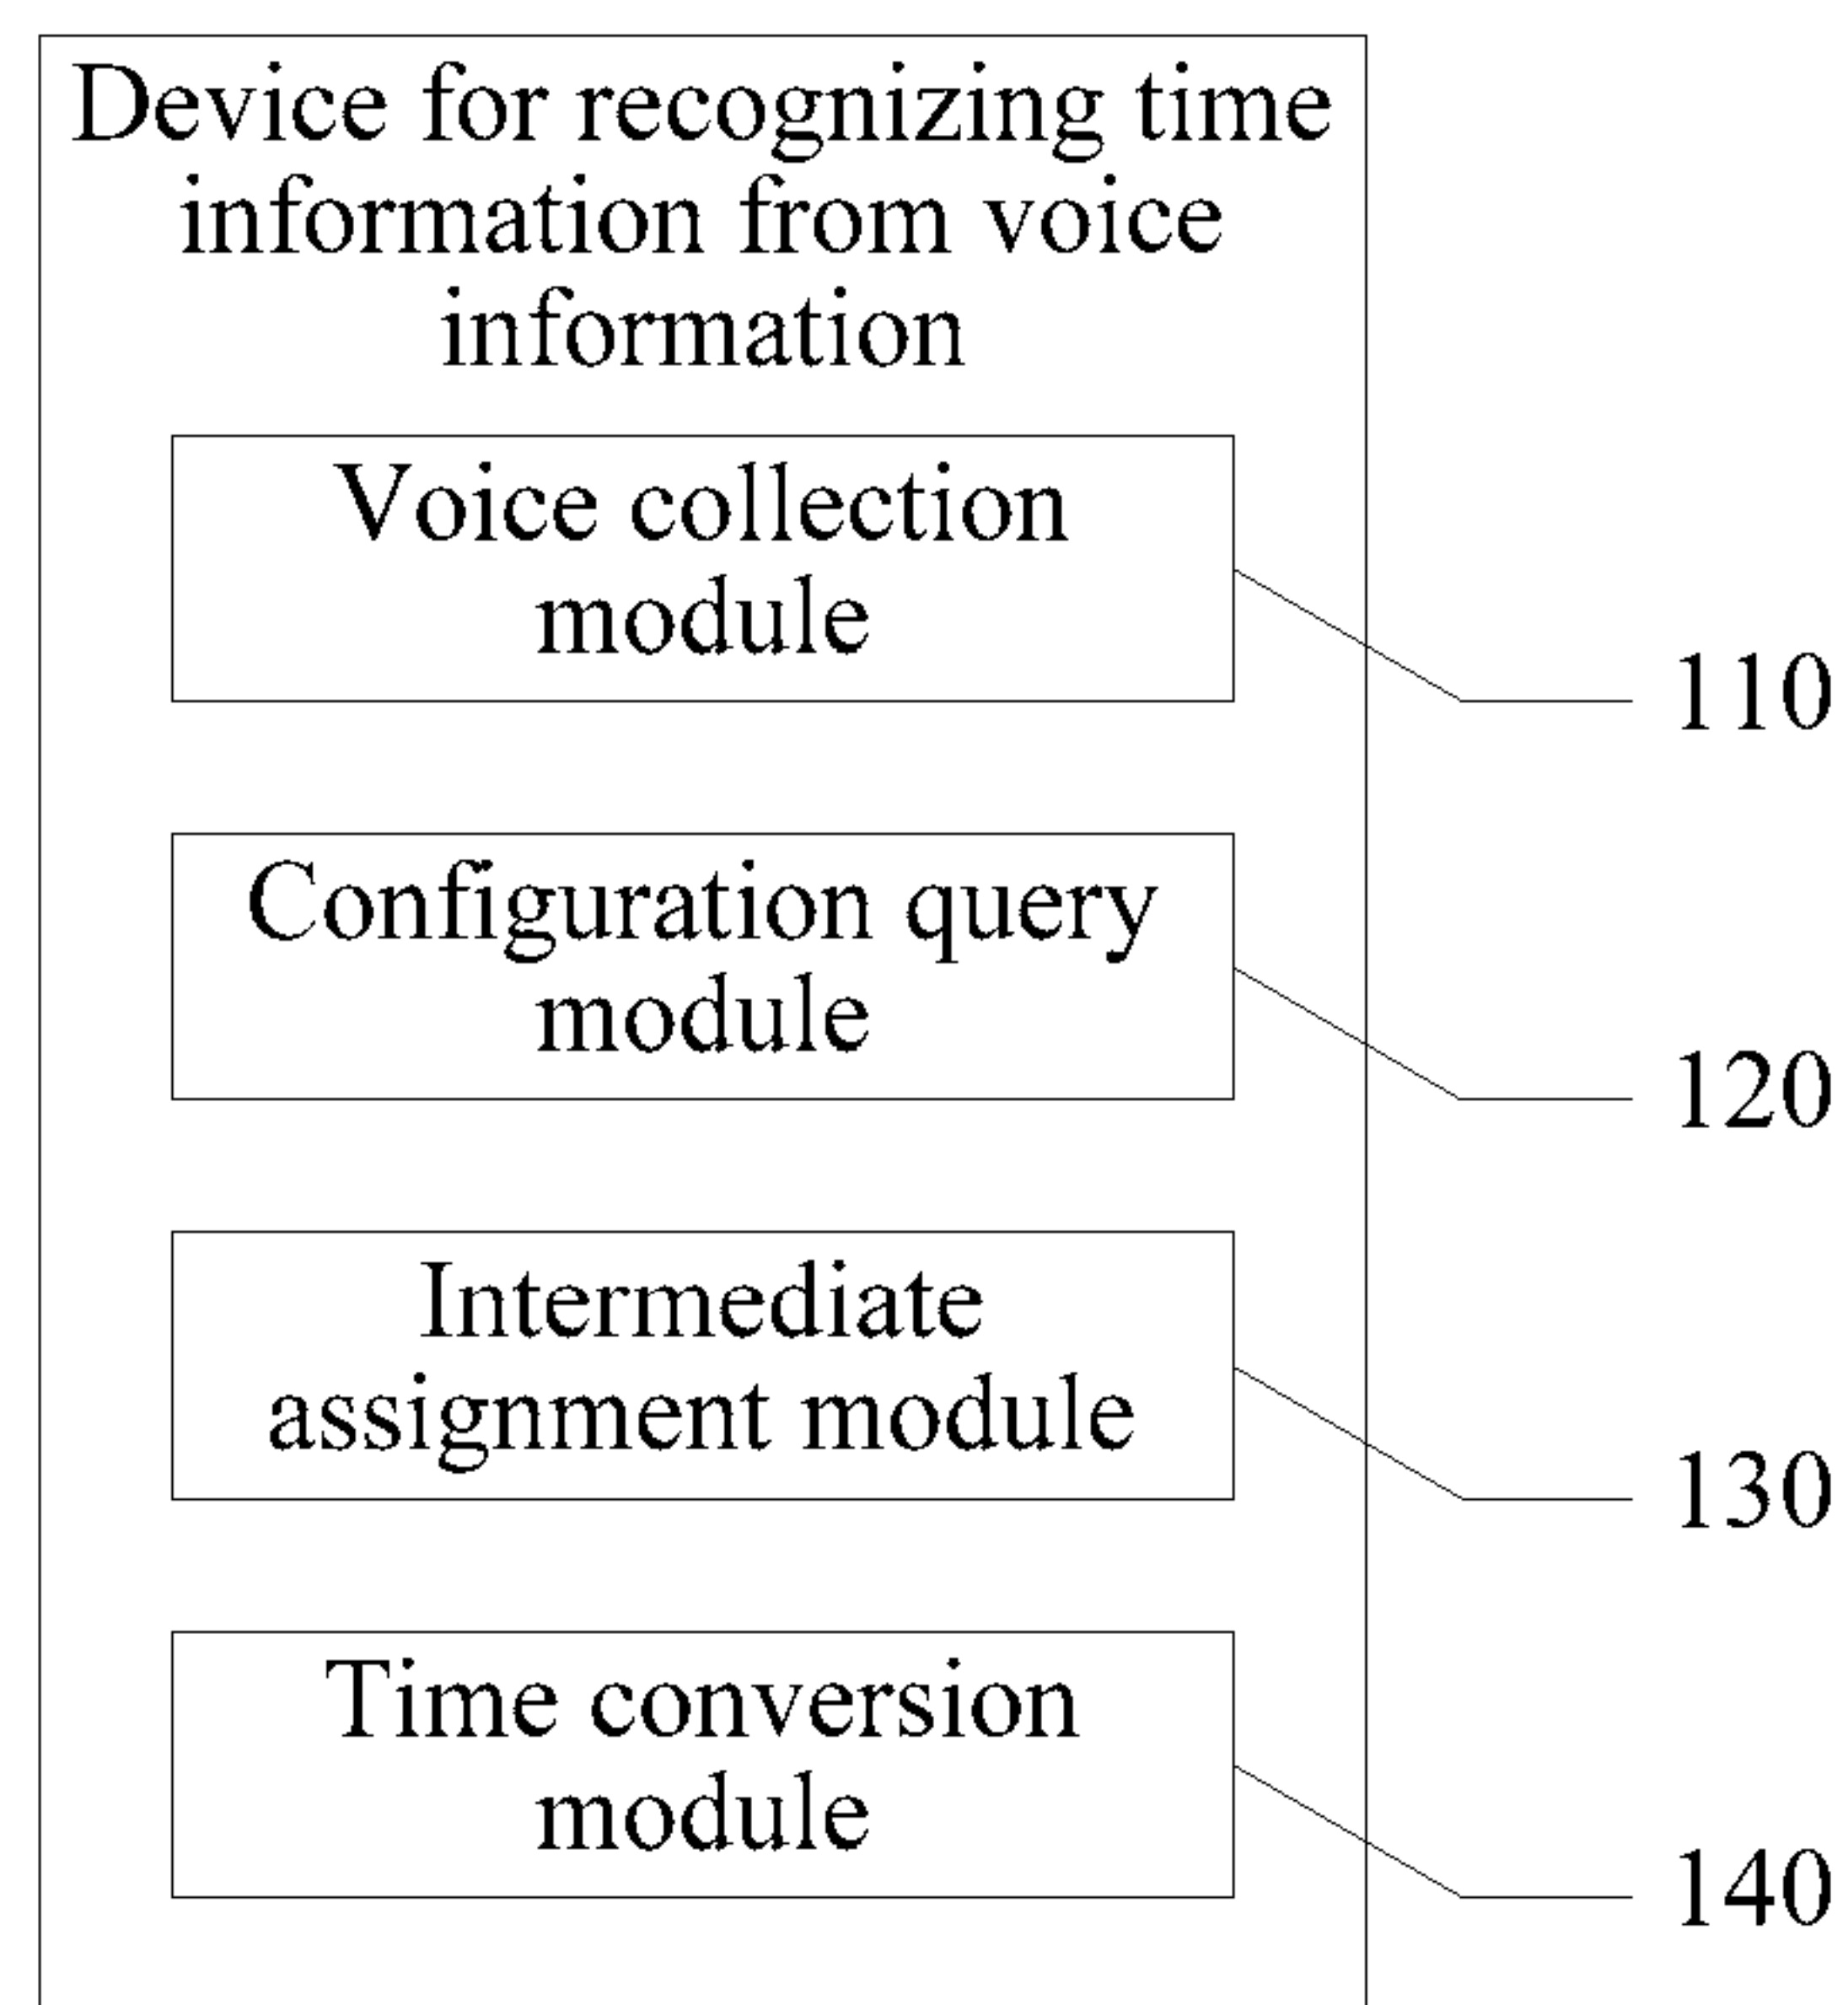 Device for recognizing time
information from voice
information
Voice collection
module
110
Configuration query
module
120
Intermediate
assignment module
130
Time conversion
module
140